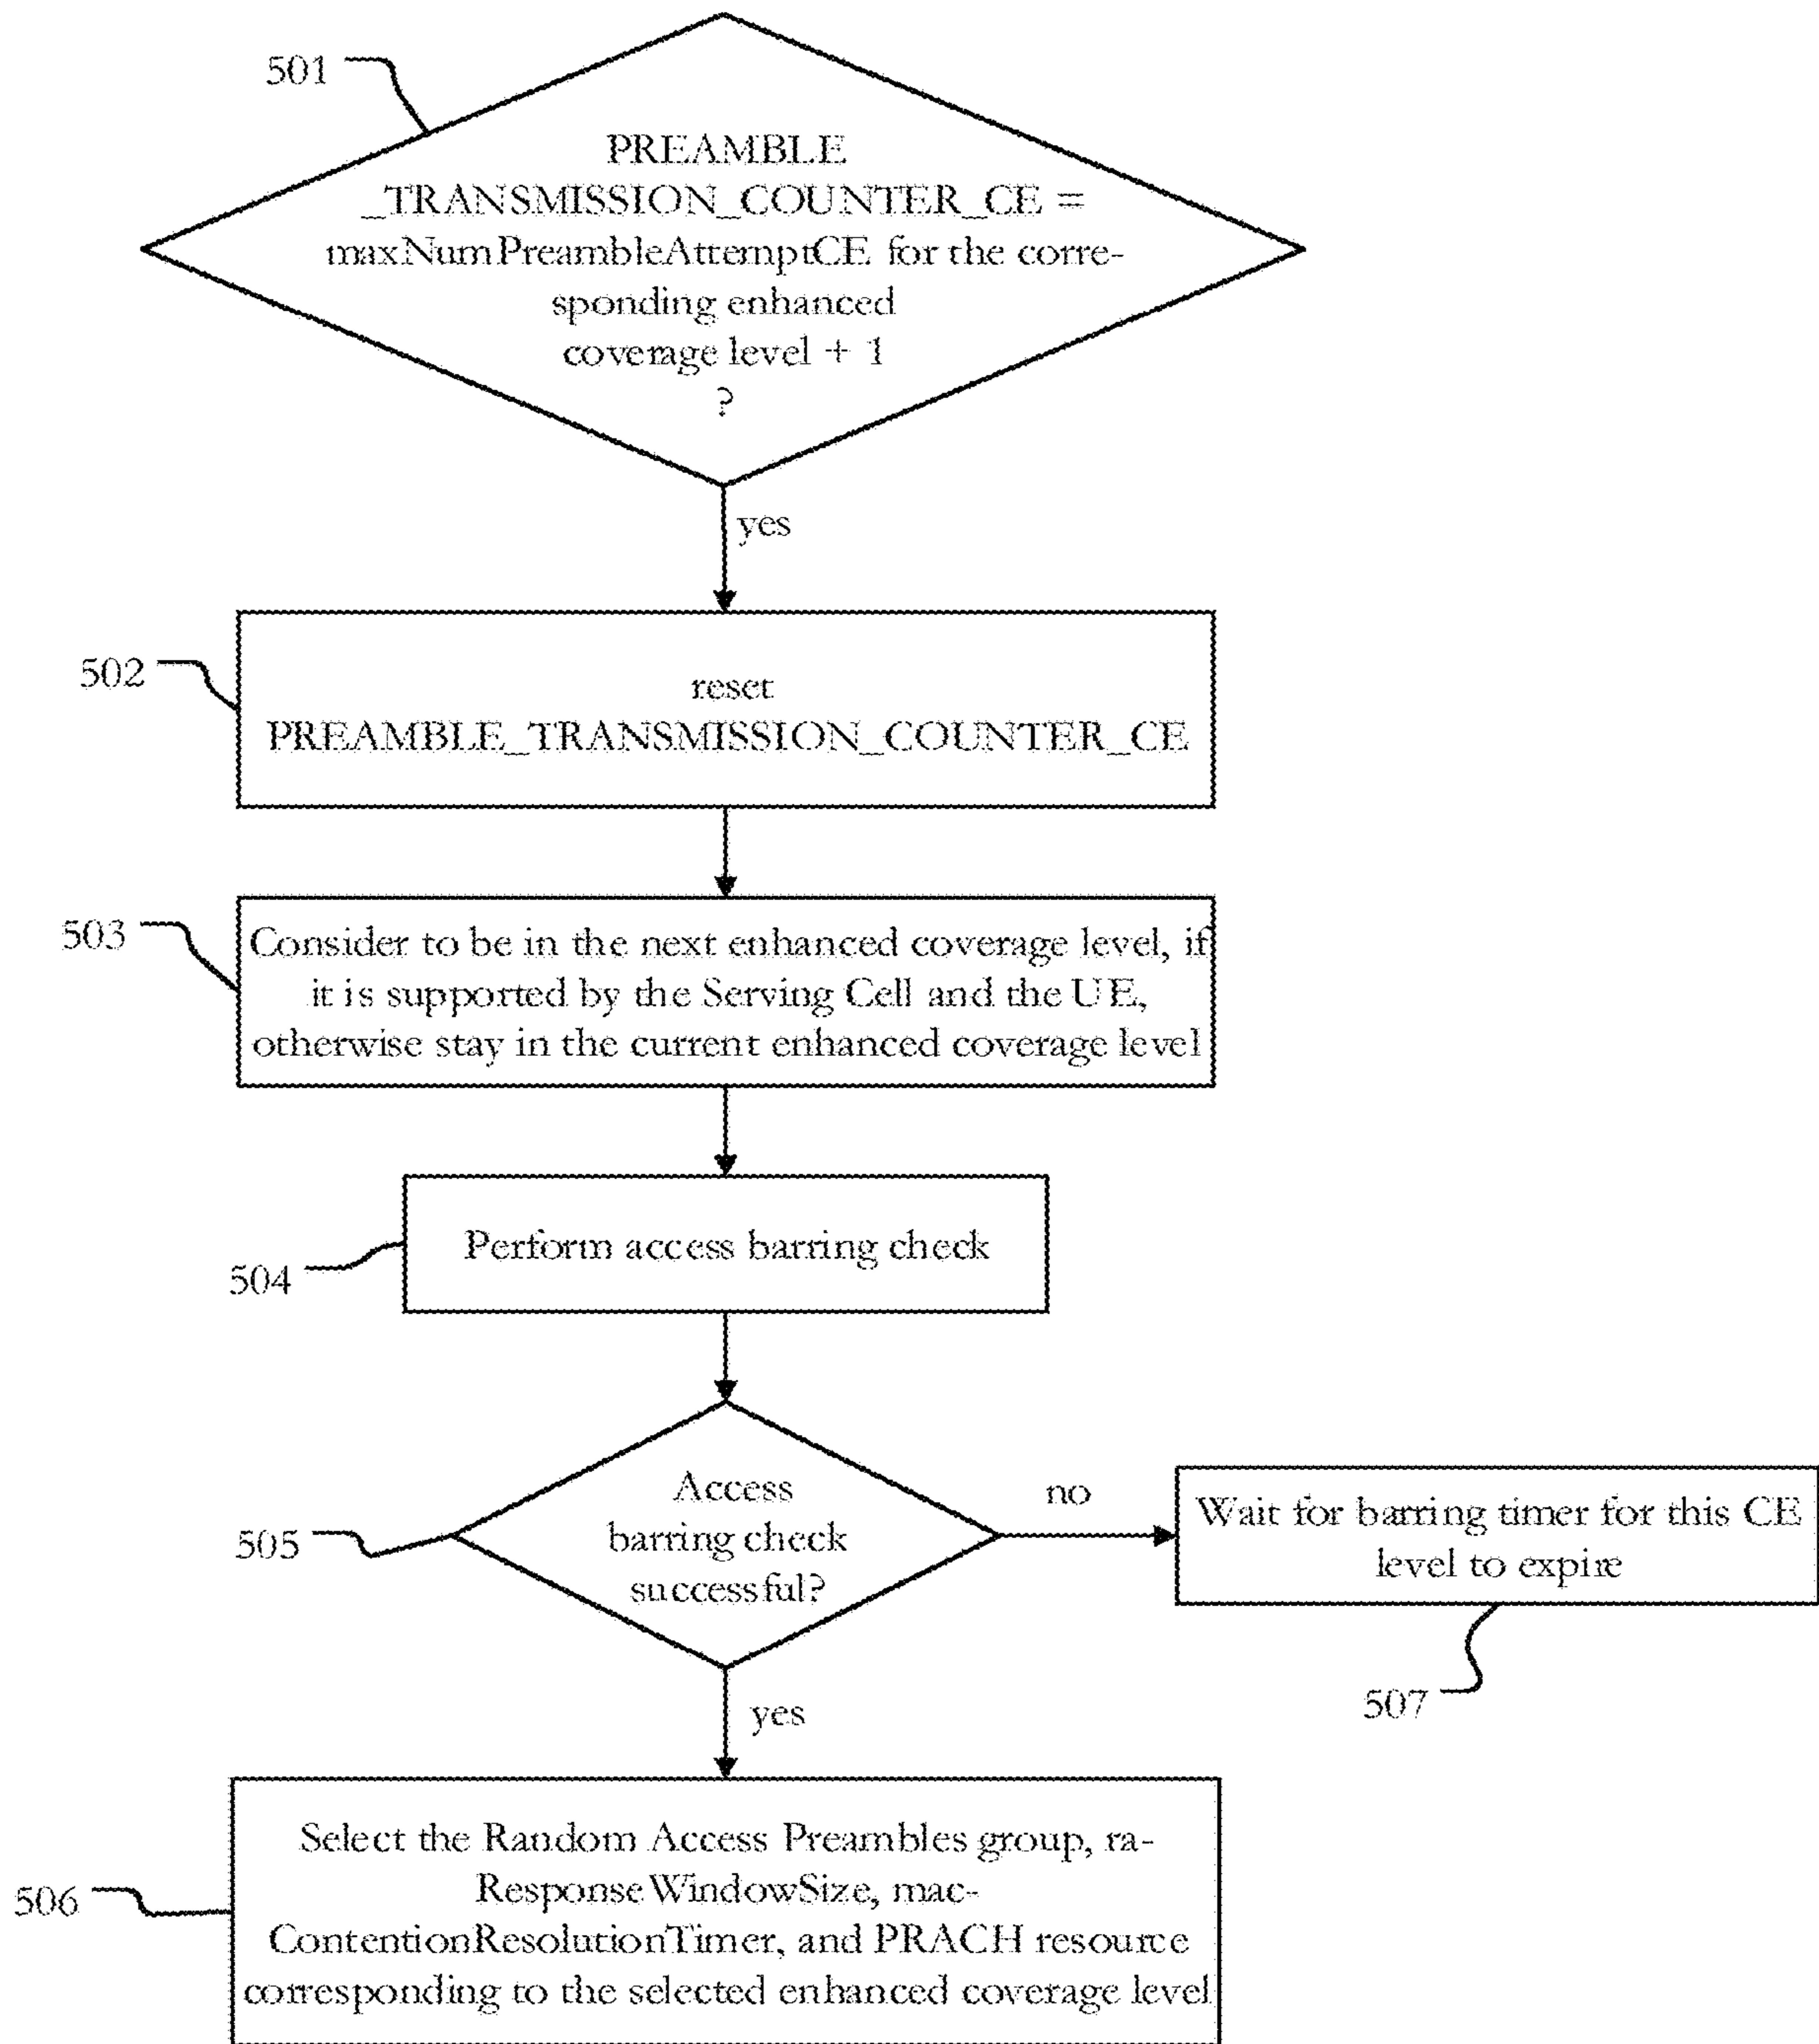 501
PREAMBLE
_TRANSMISSION_COUNTER_CE =
maxNumPreambleAttemptCE for the corre-
sponding enhanced
coverage level + 1
?
yes
502
reset
PREAMBLE_TRANSMISSION_COUNTER_CE
503
Consider to be in the next enhanced coverage level, if
it is supported by the Serving Cell and the UE,
otherwise stay in the current enhanced coverage level
504
Perform access barring check
505
Access
barring check
successful?
no
Wait for barring timer for this CE
level to expire
507
yes
506
Select the Random Access Preambles group, ra-
ResponseWindowSize, mac-
ContentionResolutionTimer, and PRACH resource
corresponding to the selected enhanced coverage level